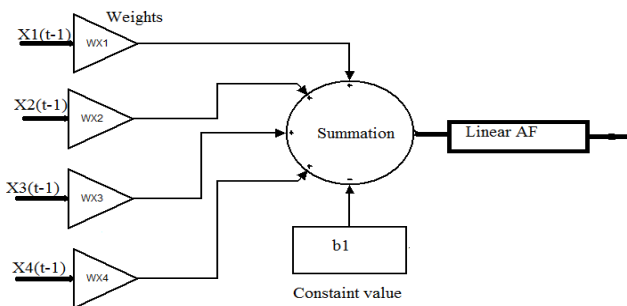 Weights
X1(t-1)
WX1
X2(t-1)
WX2
Summation
Linear AF
X3(t-1)
WX3
X4(t-1)
WX4
b1
Constaint value